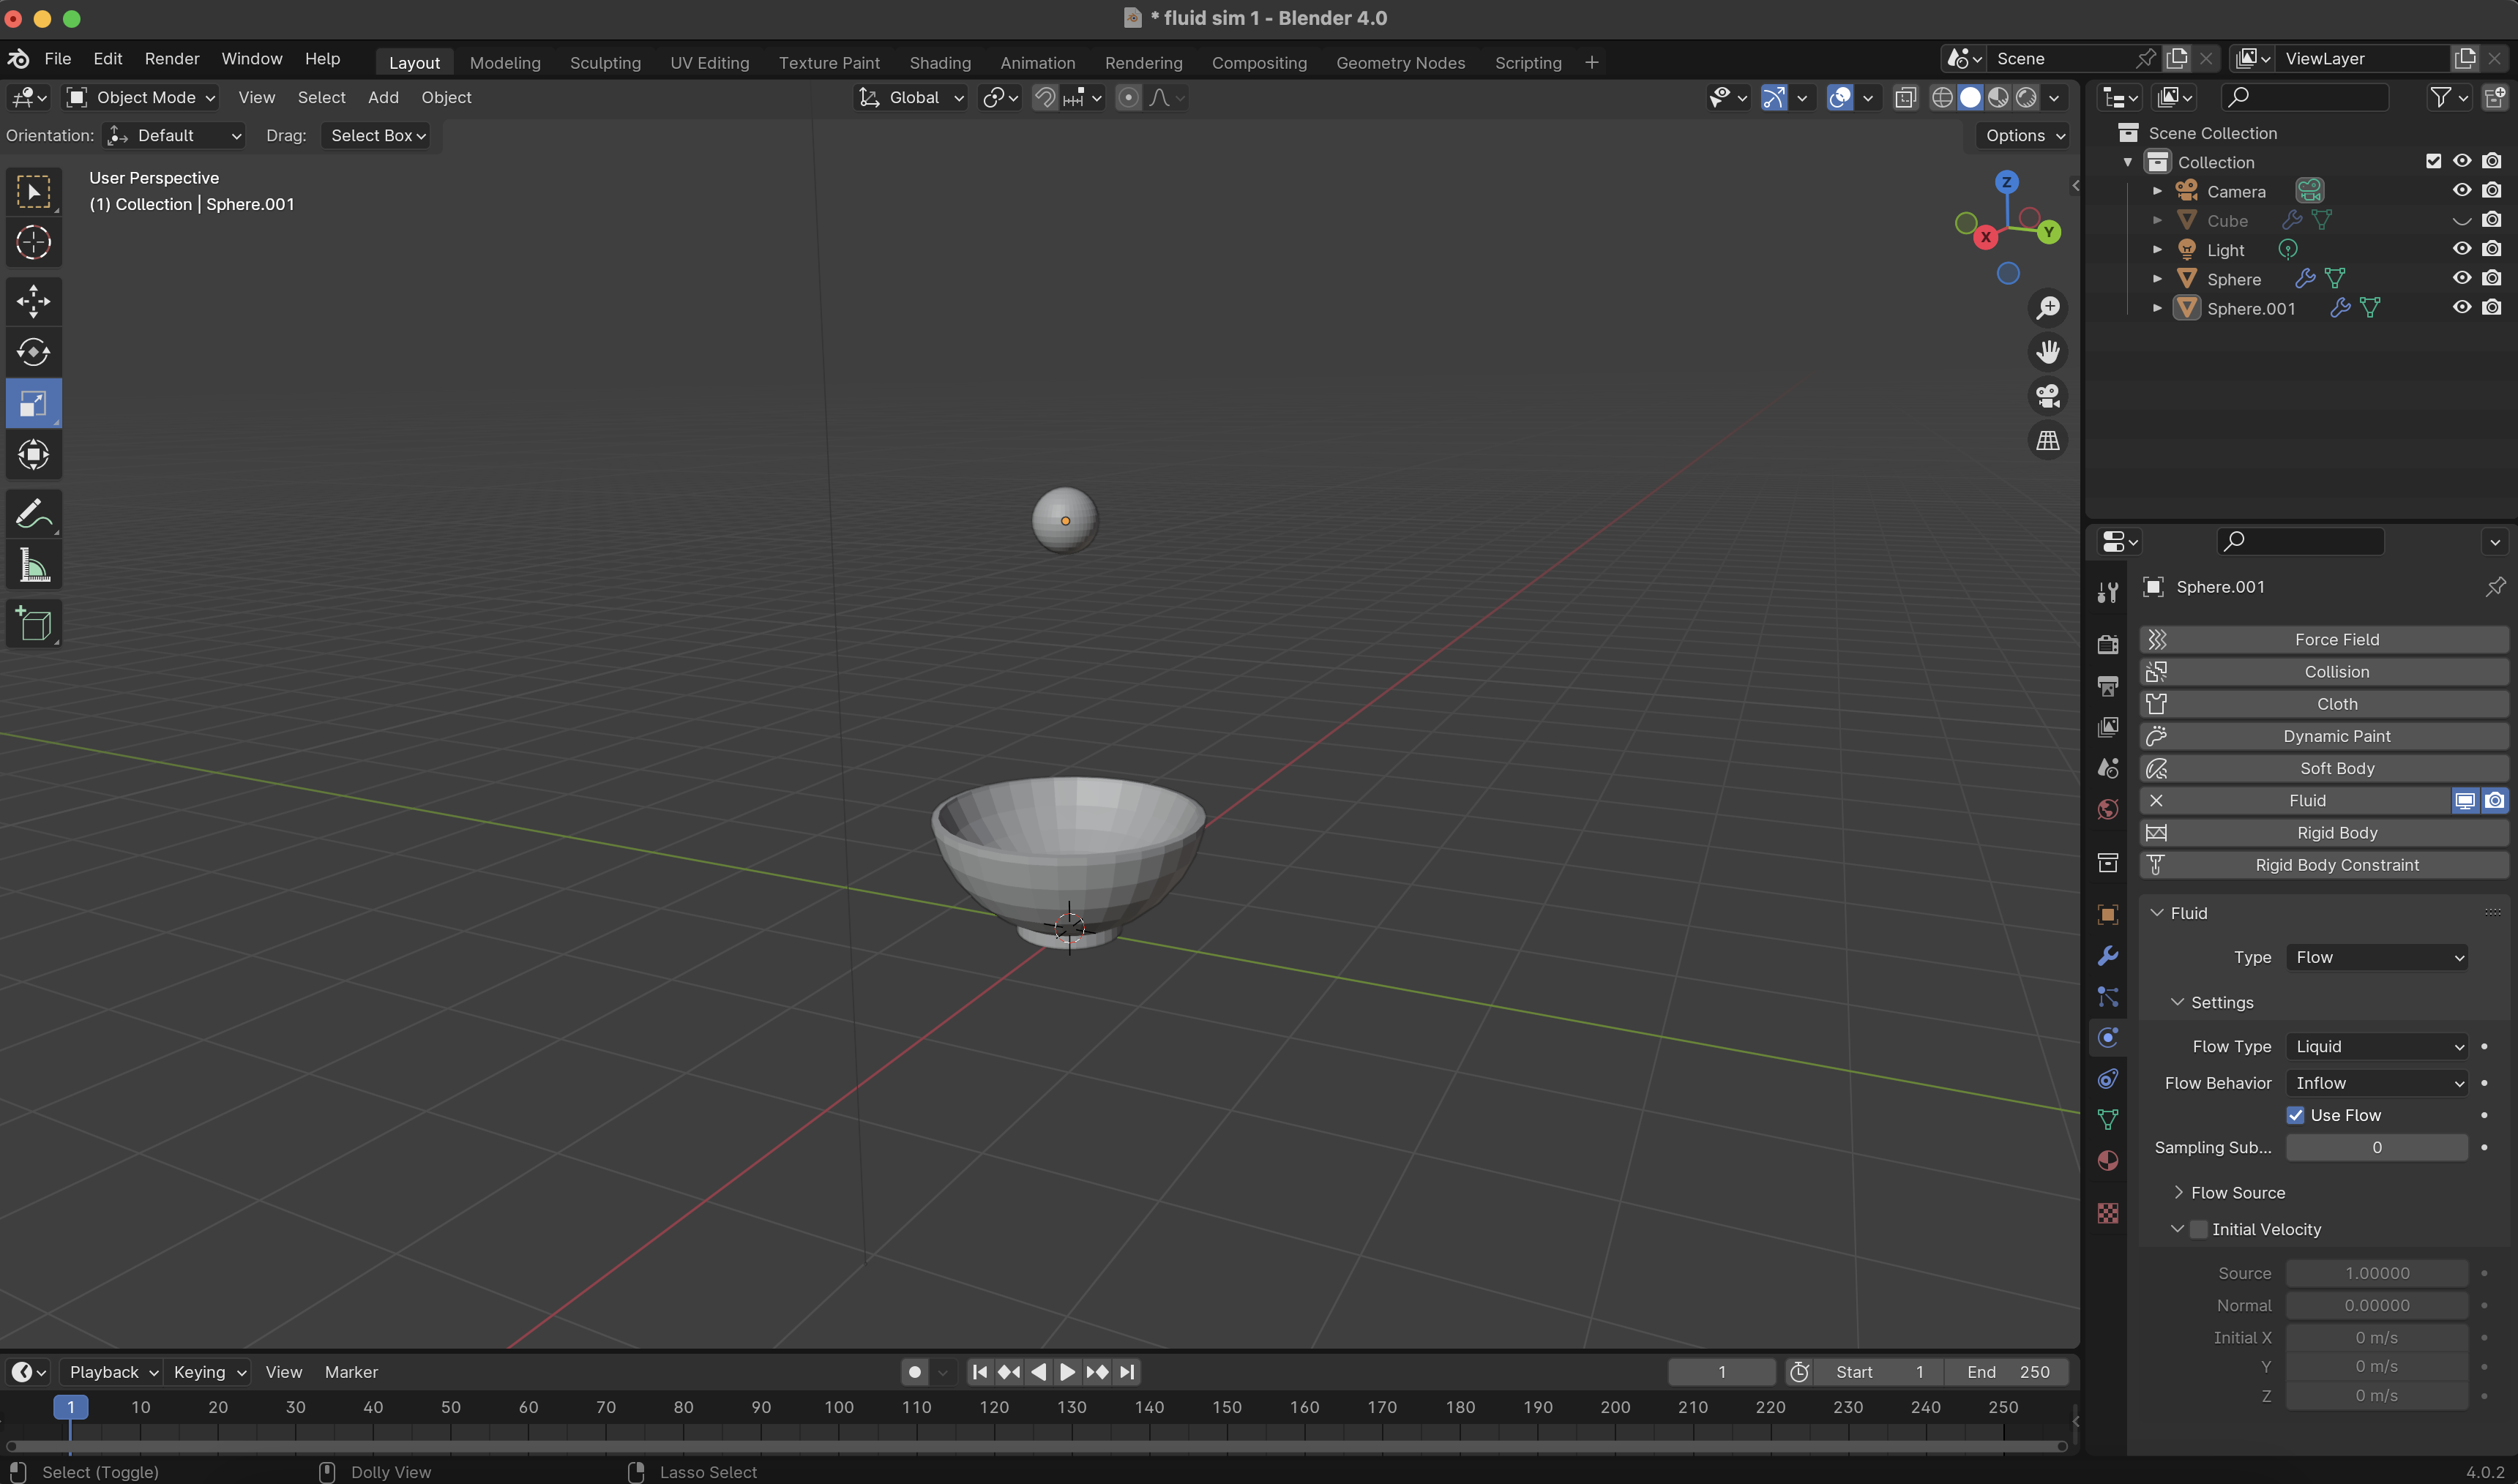 * fluid sim 1 - Blender 4.0
File Edit Render Window Help Layout Modeling Sculpting UV Editing Texture Paint Shading Animation Rendering Compositing Geometry Nodes Scripting + Scene ViewLayer
Object Mode View Select Add Object Global
Orientation: Default Drag: Select Box Options
User Perspective
(1) Collection | Sphere.001
Z
Y
X
Scene Collection
Collection
Camera
Cube
Light
Sphere
Sphere.001
Sphere.001
Force Field
Collision
Cloth
Dynamic Paint
Soft Body
Fluid
Rigid Body
Rigid Body Constraint
Fluid
Type Flow
Settings
Flow Type Liquid
Flow Behavior Inflow
Use Flow
Sampling Sub... 0
Flow Source
Initial Velocity
Source 1.00000
Normal 0.00000
Initial X 0 m/s
Y 0 m/s
Z 0 m/s
Playback Keying View Marker 1 Start 1 End 250
1 10 20 30 40 50 60 70 80 90 100 110 120 130 140 150 160 170 180 190 200 210 220 230 240 250
Select (Toggle) Dolly View Lasso Select 4.0.2